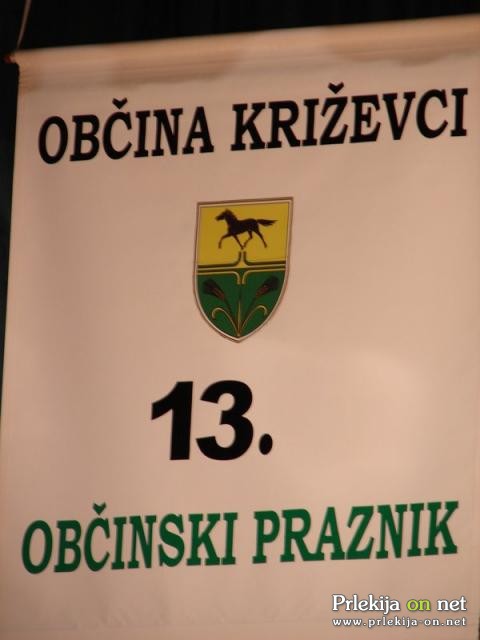 OBČINA KRIŽEVCI
13.
OBČINSKI PRAZNIK
Prlekija on net
www.prlekija-on.net